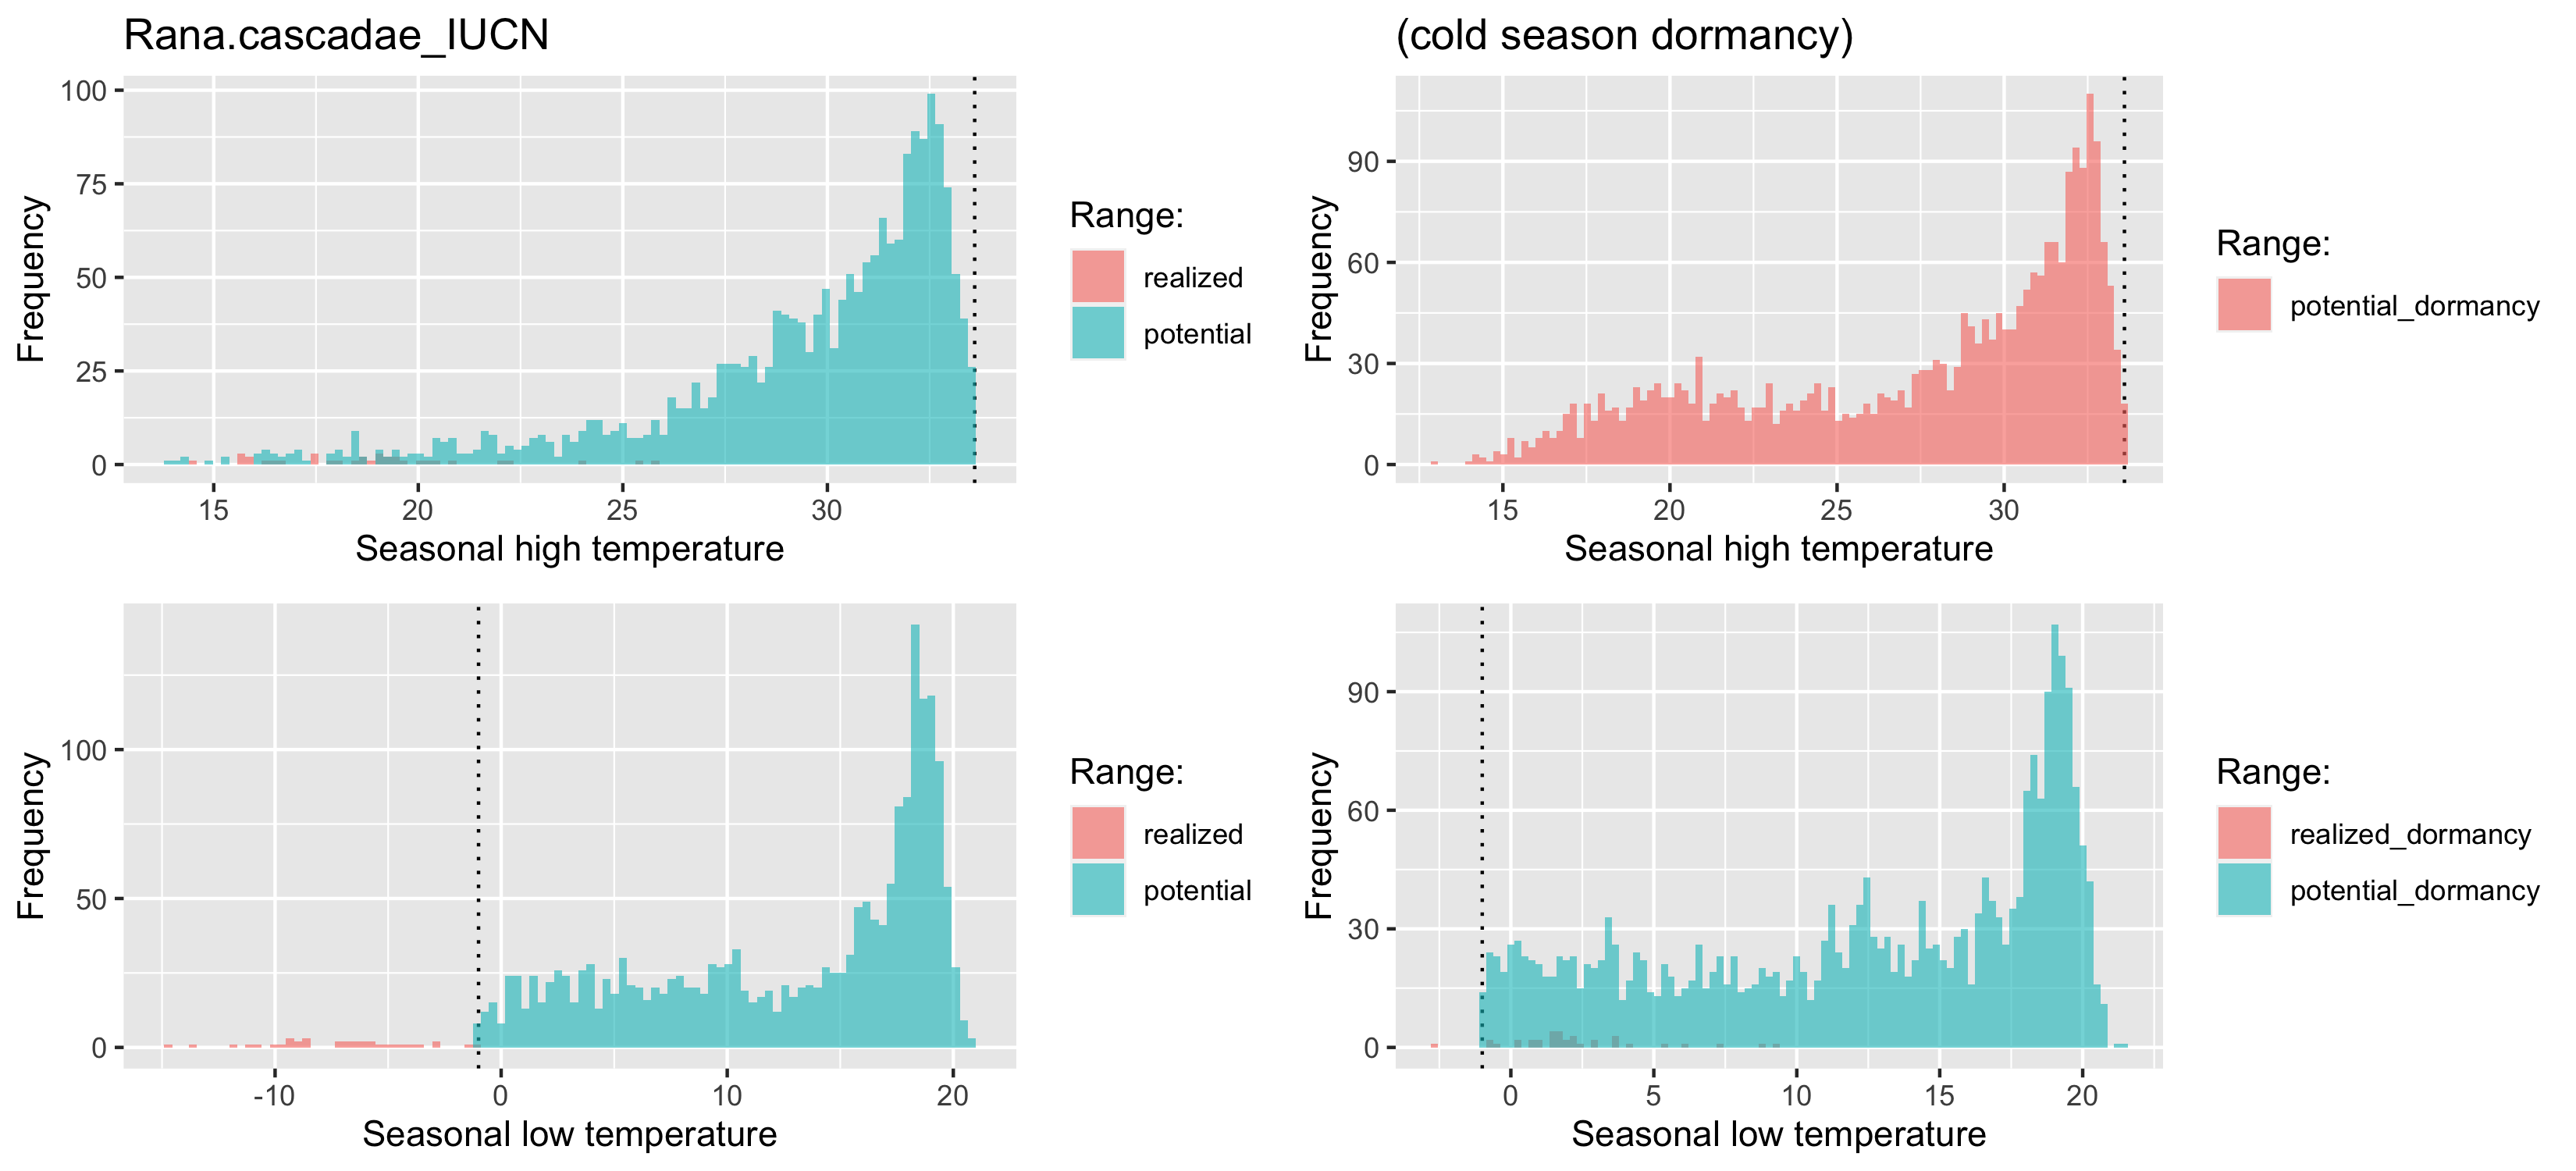 Rana.cascadae_IUCN
100
75
50
25
0
Frequency
15 20 25 30
Seasonal high temperature
Range:
realized
potential
(cold season dormancy)
90
60
30
0
Frequency
15 20 25 30
Seasonal high temperature
Range:
potential_dormancy
100
50
0
Frequency
-10 0 10 20
Seasonal low temperature
Range:
realized
potential
90
60
30
0
Frequency
0 5 10 15 20
Seasonal low temperature
Range:
realized_dormancy
potential_dormancy